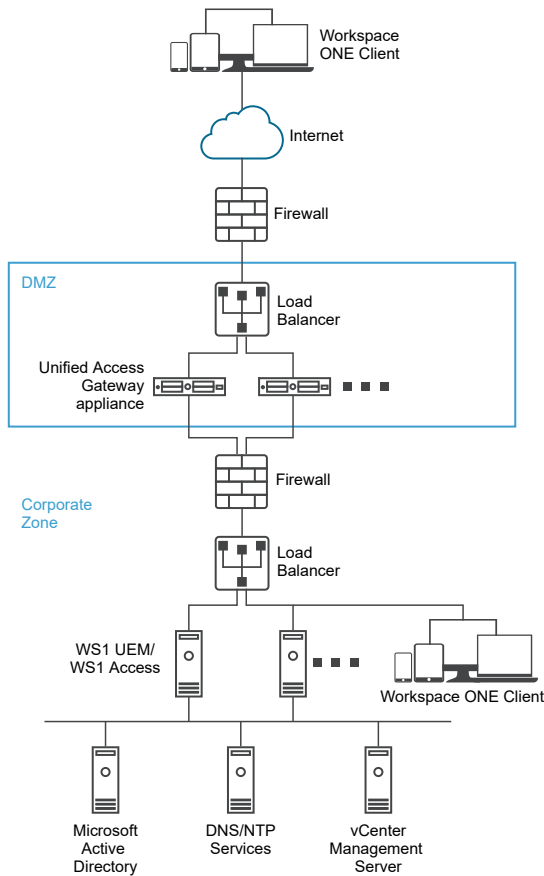 Workspace
ONE Client
Internet
Firewall
DMZ
Load
Balancer
Unified Access
Gateway
appliance
Firewall
Corporate
Zone
Load
Balancer
WS1 UEM/
WS1 Access
Workspace ONE Client
Microsoft
Active
Directory
DNS/NTP
Services
vCenter
Management
Server